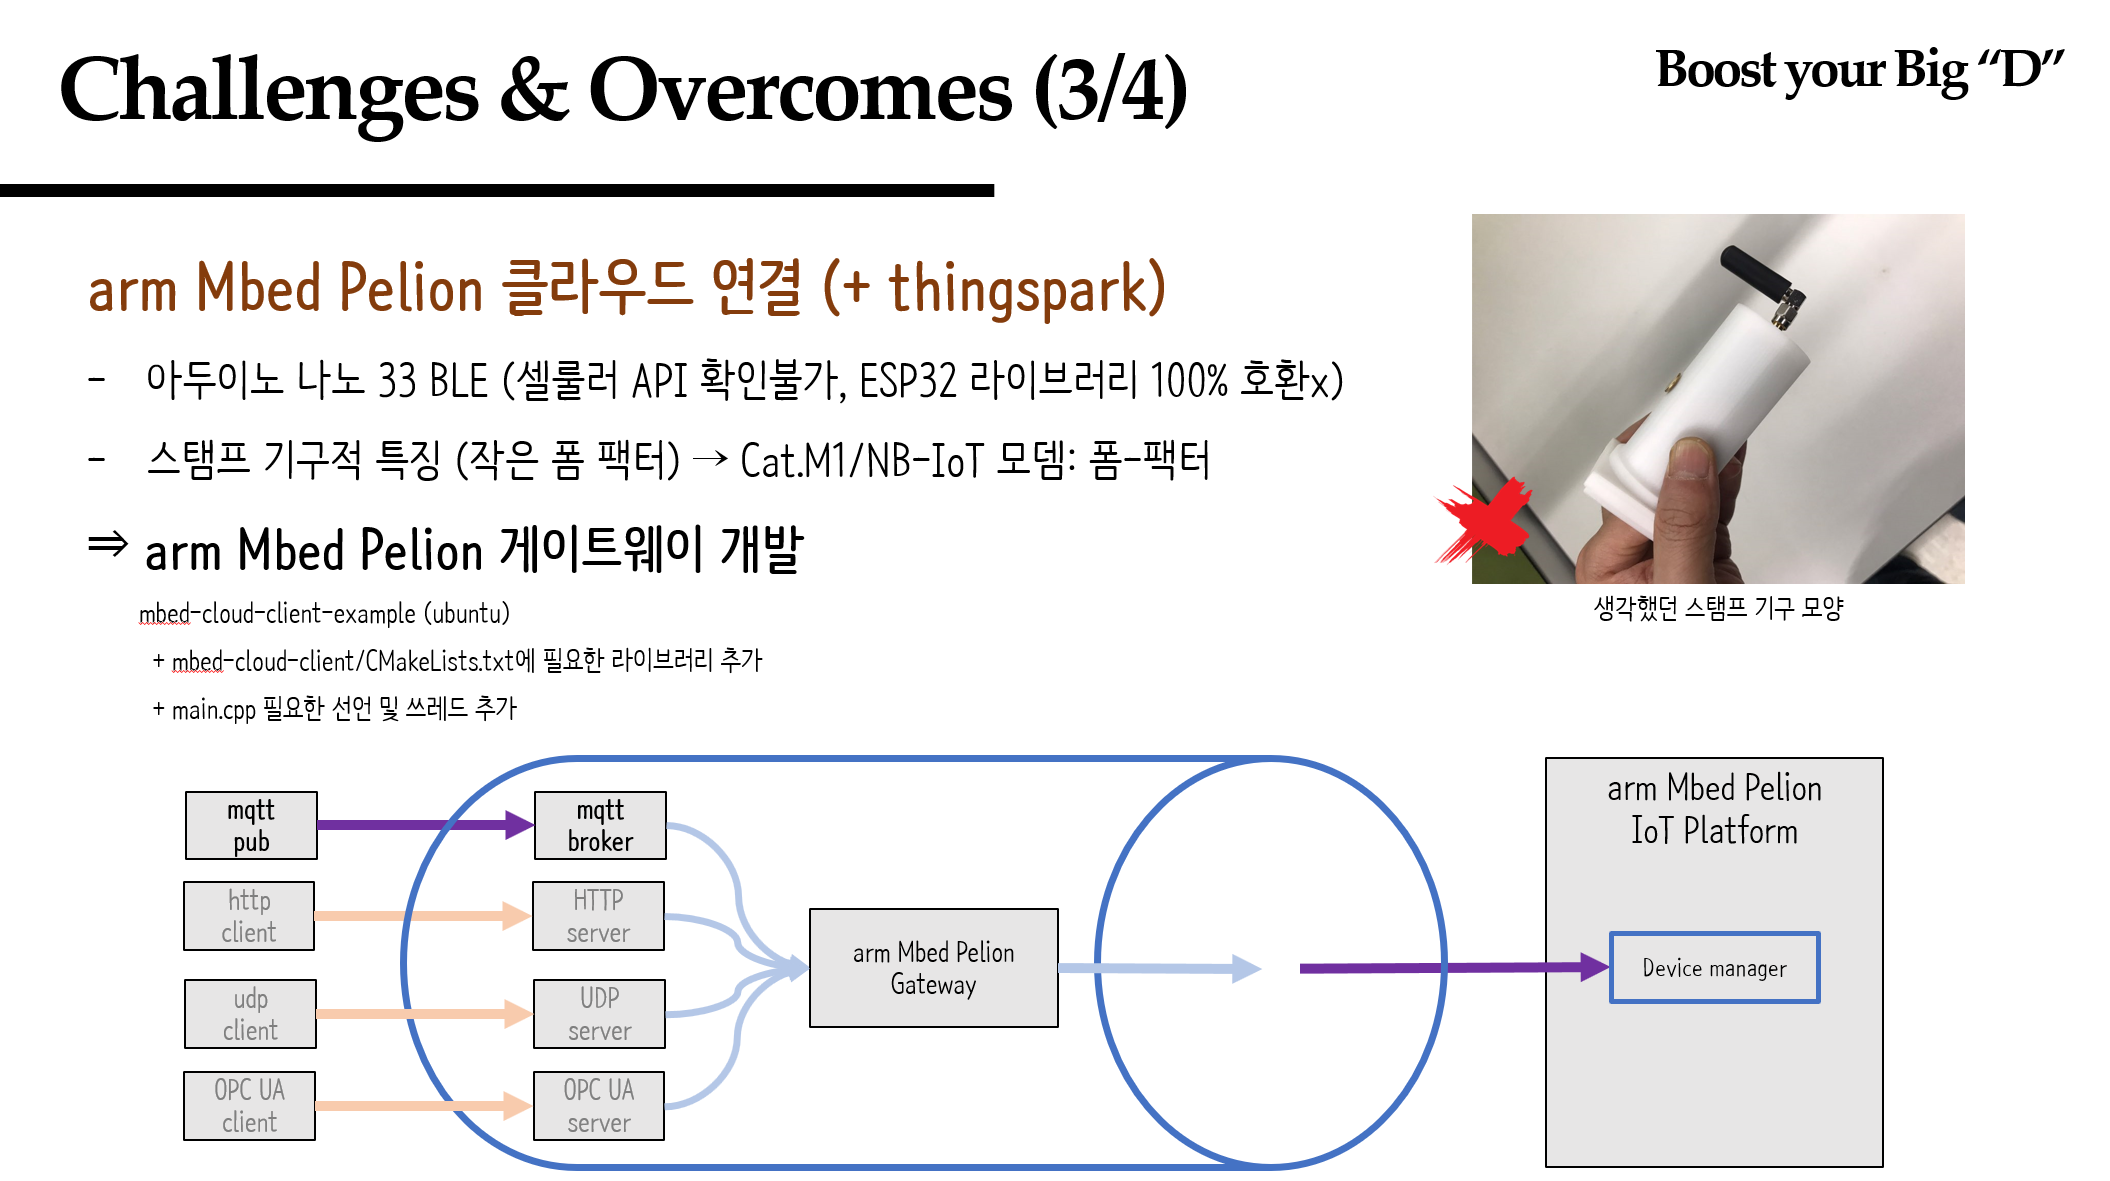 Challenges & Overcomes (3/4)
Boost your Big “D”
arm Mbed Pelion 클라우드 연결 (+ thingspark)
- 아두이노 나노 33 BLE (셀룰러 API 확인불가, ESP32 라이브러리 100% 호환x)
- 스탬프 기구적 특징 (작은 폼 팩터) → Cat.M1/NB-IoT 모뎀: 폼-팩터
⇒ arm Mbed Pelion 게이트웨이 개발
mbed-cloud-client-example (ubuntu)
+ mbed-cloud-client/CMakeLists.txt에 필요한 라이브러리 추가
+ main.cpp 필요한 선언 및 쓰레드 추가
생각했던 스탬프 기구 모양
mqtt
pub
mqtt
broker
http
client
HTTP
server
udp
client
UDP
server
OPC UA
client
OPC UA
server
arm Mbed Pelion
Gateway
arm Mbed Pelion
IoT Platform
Device manager